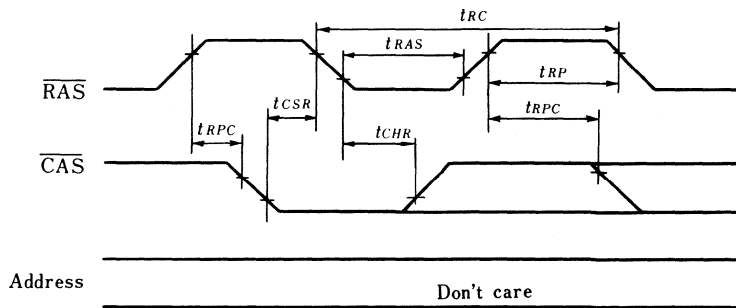 tRC
tRAS
RAS
tRP
tCSR
tRPC
tRPC
tCHR
CAS
Address
Don't care